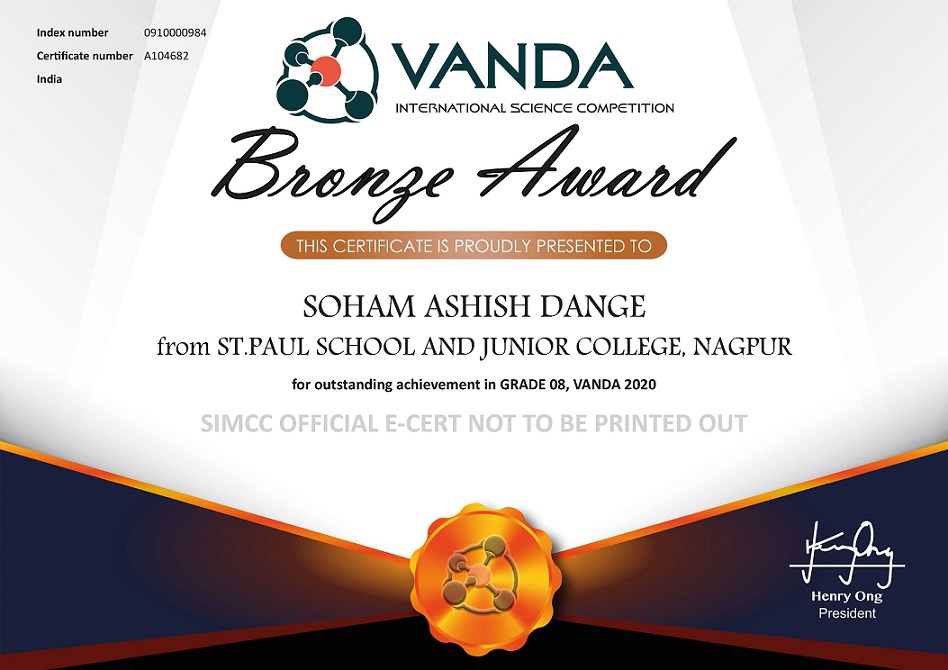 Index number 0910000984
Certificate number A104682
India
VANDA
INTERNATIONAL SCIENCE COMPETITION
Bronze Award
THIS CERTIFICATE IS PROUDLY PRESENTED TO
SOHAM ASHISH DANGE
from ST.PAUL SCHOOL AND JUNIOR COLLEGE, NAGPUR
for outstanding achievement in GRADE 08, VANDA 2020
SIMCC OFFICIAL E-CERT NOT TO BE PRINTED OUT
Henry Ong
Henry Ong
President